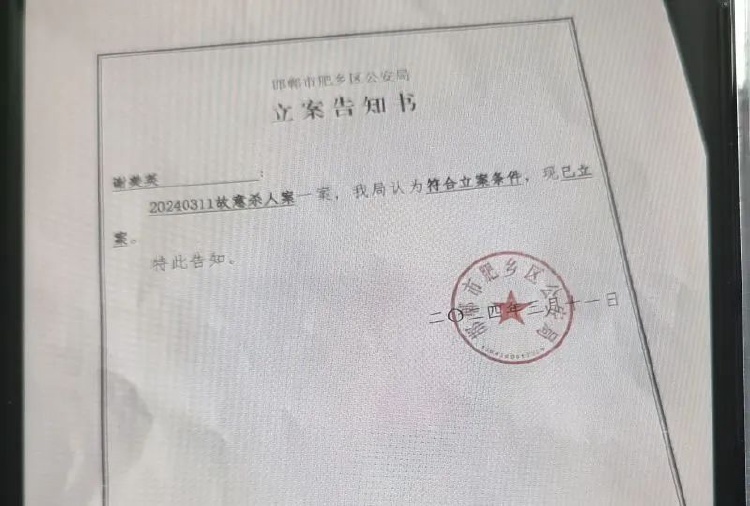 邯郸市肥乡区公安局
立案告知书
谢美英：
20240311故意杀人案一案，我局认为符合立案条件，现已立
案。
特此告知。
邯郸市肥乡区公安局
二〇二四年三月十一日